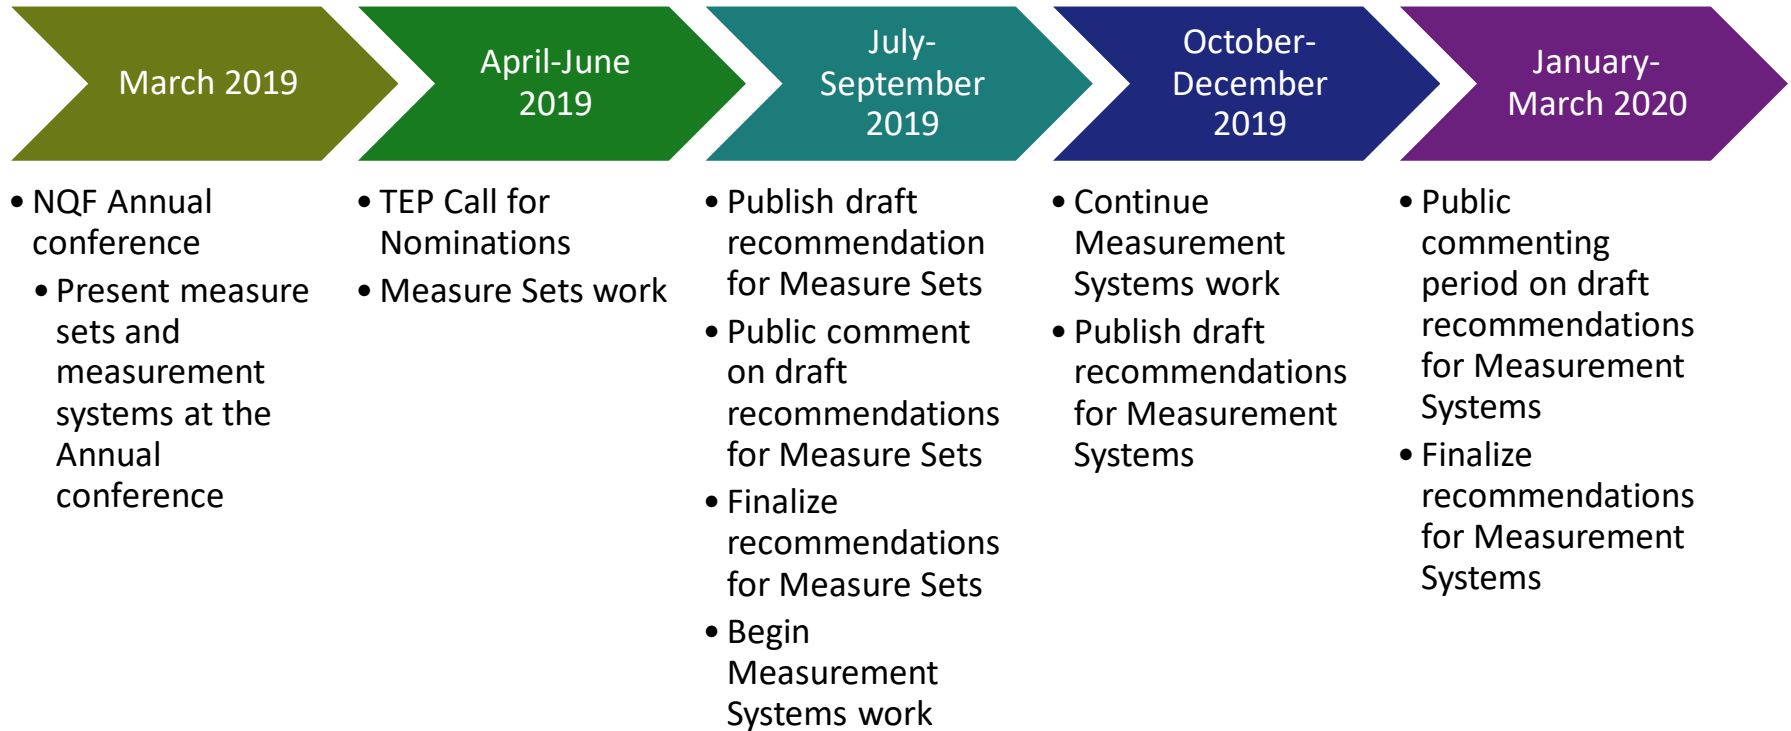 March 2019
April-June
2019
July-
September
2019
October-
December
2019
January-
March 2020
• NQF Annual
conference
• Present measure
sets and
measurement
systems at the
Annual
conference
• TEP Call for
Nominations
• Measure Sets work
• Publish draft
recommendation
for Measure Sets
• Public comment
on draft
recommendations
for Measure Sets
• Finalize
recommendations
for Measure Sets
• Begin
Measurement
Systems work
• Continue
Measurement
Systems work
• Publish draft
recommendations
for Measurement
Systems
• Public
commenting
period on draft
recommendations
for Measurement
Systems
• Finalize
recommendations
for Measurement
Systems